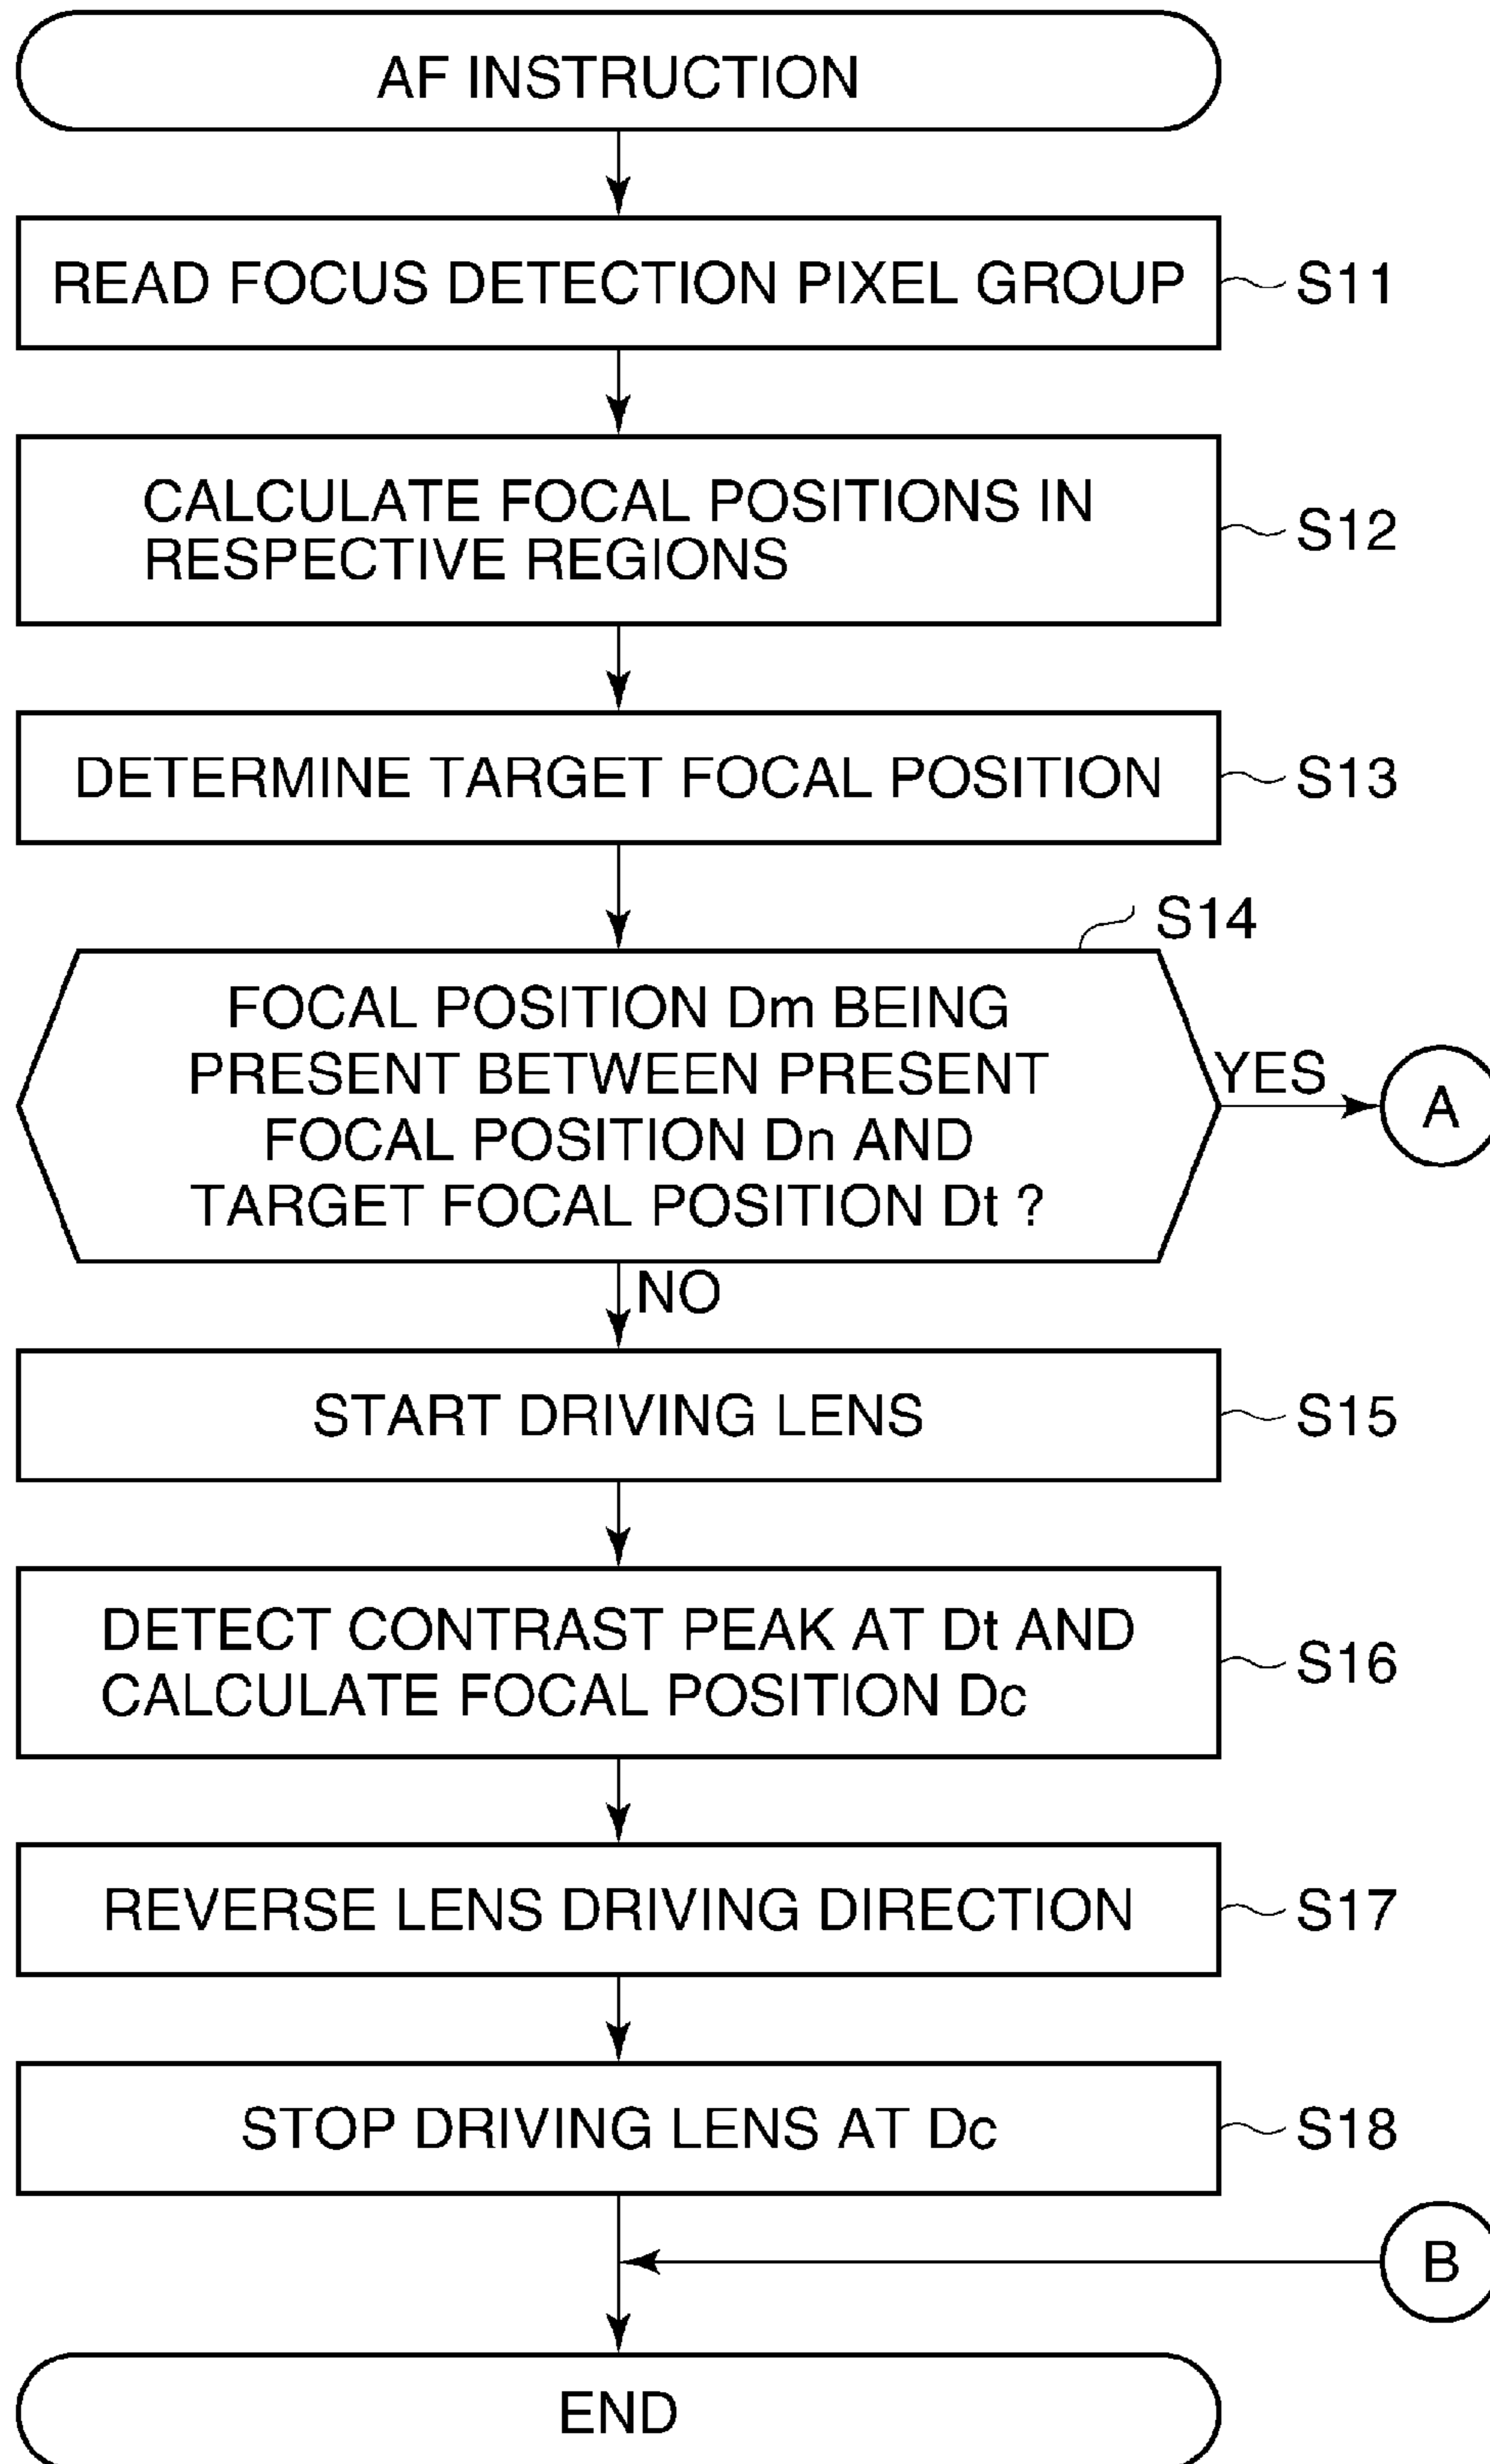 AF INSTRUCTION
READ FOCUS DETECTION PIXEL GROUP
S11
CALCULATE FOCAL POSITIONS IN
RESPECTIVE REGIONS
S12
DETERMINE TARGET FOCAL POSITION
S13
S14
FOCAL POSITION Dm BEING
PRESENT BETWEEN PRESENT
FOCAL POSITION Dn AND
TARGET FOCAL POSITION Dt ?
YES
A
NO
START DRIVING LENS
S15
DETECT CONTRAST PEAK AT Dt AND
CALCULATE FOCAL POSITION Dc
S16
REVERSE LENS DRIVING DIRECTION
S17
STOP DRIVING LENS AT Dc
S18
B
END